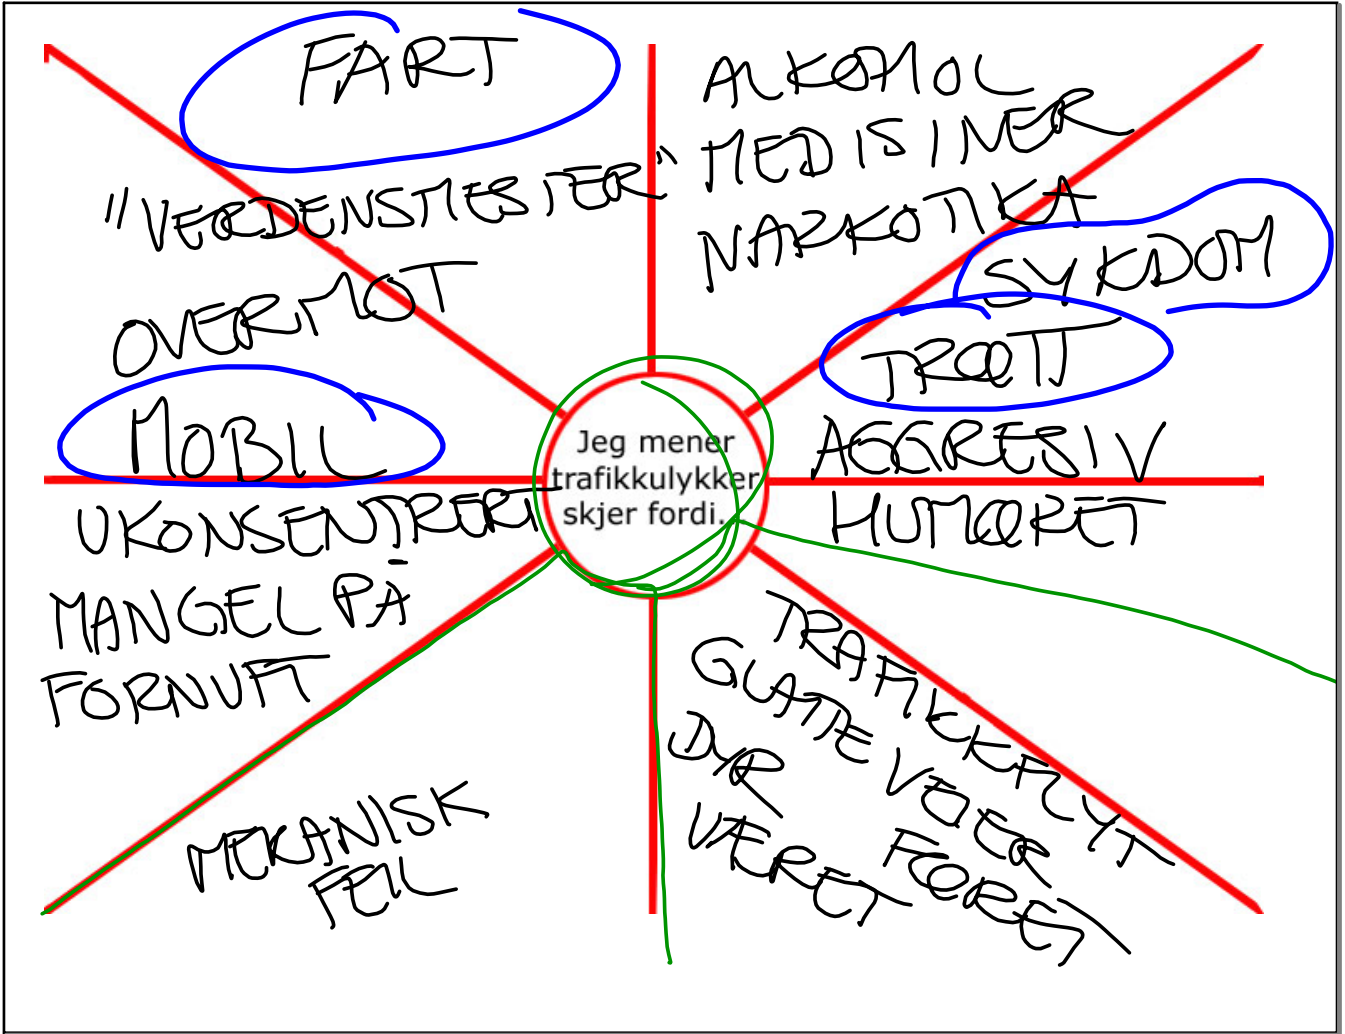 FART
"VERDENSMESTER"
OVERMOT
MOBIL
UKONSENTRERT
MANGEL PÅ
FORNUFT
MEKANISK
FEIL
ALKOHOL
MEDISINER
NARKOTIKA
SYKDOM
TRØTT
AGGRESIV
HUMØRET
Jeg mener
trafikkulykker
skjer fordi.
TRAFIKKFLYT
GLATTE VEIER
DYR
FØRET
VÆRET